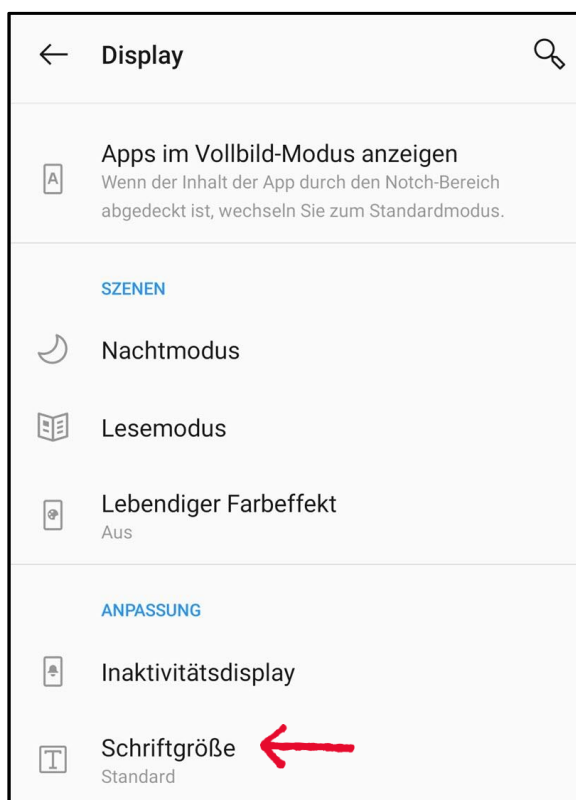 Display
Apps im Vollbild-Modus anzeigen
Wenn der Inhalt der App durch den Notch-Bereich
abgedeckt ist, wechseln Sie zum Standardmodus.
SZENEN
Nachtmodus
Lesemodus
Lebendiger Farbeffekt
Aus
ANPASSUNG
Inaktivitätsdisplay
Schriftgröße
Standard